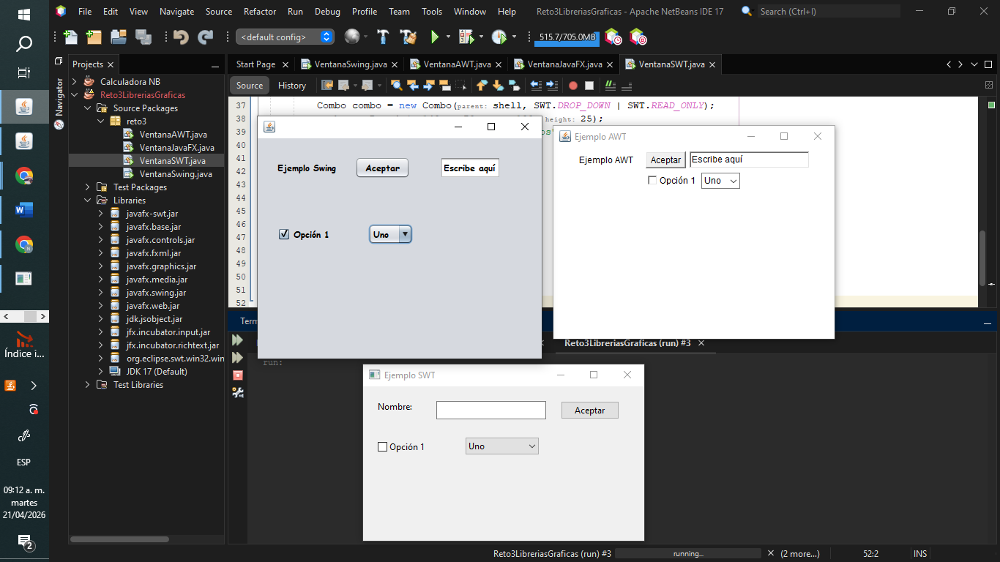 File Edit View Navigate Source Refactor Run Debug Profile Team Tools Window Help
Reto3LibreriasGraficas - Apache NetBeans IDE 17
Search (Ctrl+I)
<default config>
515.7/705.0MB
Projects
Navigator
Calculadora NB
Reto3LibreriasGraficas
Source Packages
reto3
VentanaAWT.java
VentanaJavaFX.java
VentanaSWT.java
VentanaSwing.java
Test Packages
Libraries
javafx-swt.jar
javafx.base.jar
javafx.controls.jar
javafx.fxml.jar
javafx.graphics.jar
javafx.media.jar
javafx.swing.jar
javafx.web.jar
jdk.jsobject.jar
jfx.incubator.input.jar
jfx.incubator.richtext.jar
org.eclipse.swt.win32.win
JDK 17 (Default)
Test Libraries
Start Page VentanaSwing.java VentanaAWT.java VentanaJavaFX.java VentanaSWT.java
Source History
37 Combo combo = new Combo(parent: shell, SWT.DROP_DOWN | SWT.READ_ONLY);
38 height: 25);
39
40
41
42
43
44
45
46
47
48
49
50
51
52
Ejemplo Swing Aceptar Escribe aquí
Opción 1 Uno
Ejemplo AWT
Ejemplo AWT Aceptar Escribe aquí
Opción 1 Uno
Term
Reto3LibreriasGraficas (run) #3
run:
Ejemplo SWT
Nombre: Aceptar
Opción 1 Uno
Índice i...
ESP
09:12 a. m.
martes
21/04/2026
2
Reto3LibreriasGraficas (run) #3 running... (2 more...) 52:2 INS